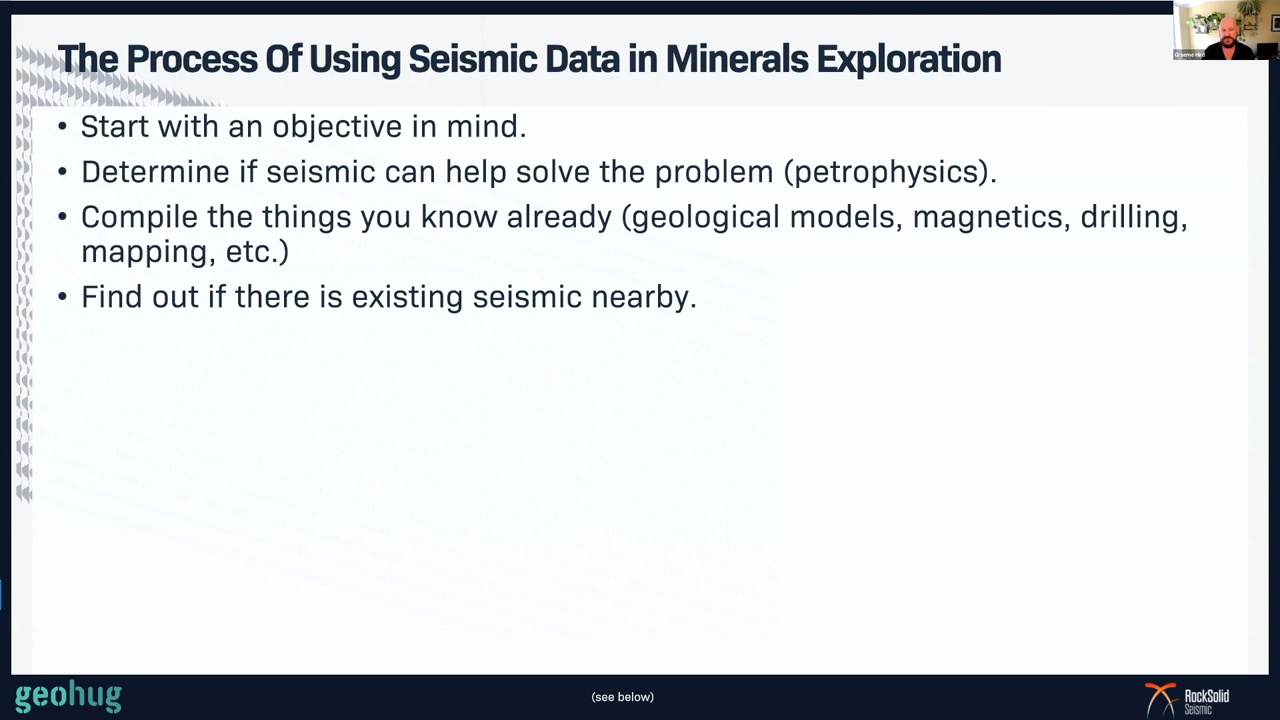 The Process Of Using Seismic Data in Minerals Exploration
• Start with an objective in mind.
• Determine if seismic can help solve the problem (petrophysics).
• Compile the things you know already (geological models, magnetics, drilling,
mapping, etc.)
• Find out if there is existing seismic nearby.
geohug
(see below)
RockSolid
Seismic